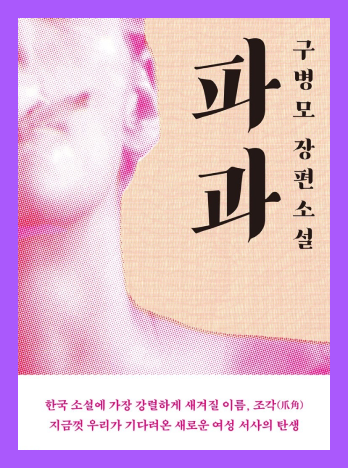 파과
구병모 장편소설
한국 소설에 가장 강렬하게 새겨질 이름, 조각(爪角)
지금껏 우리가 기다려온 새로운 여성 서사의 탄생